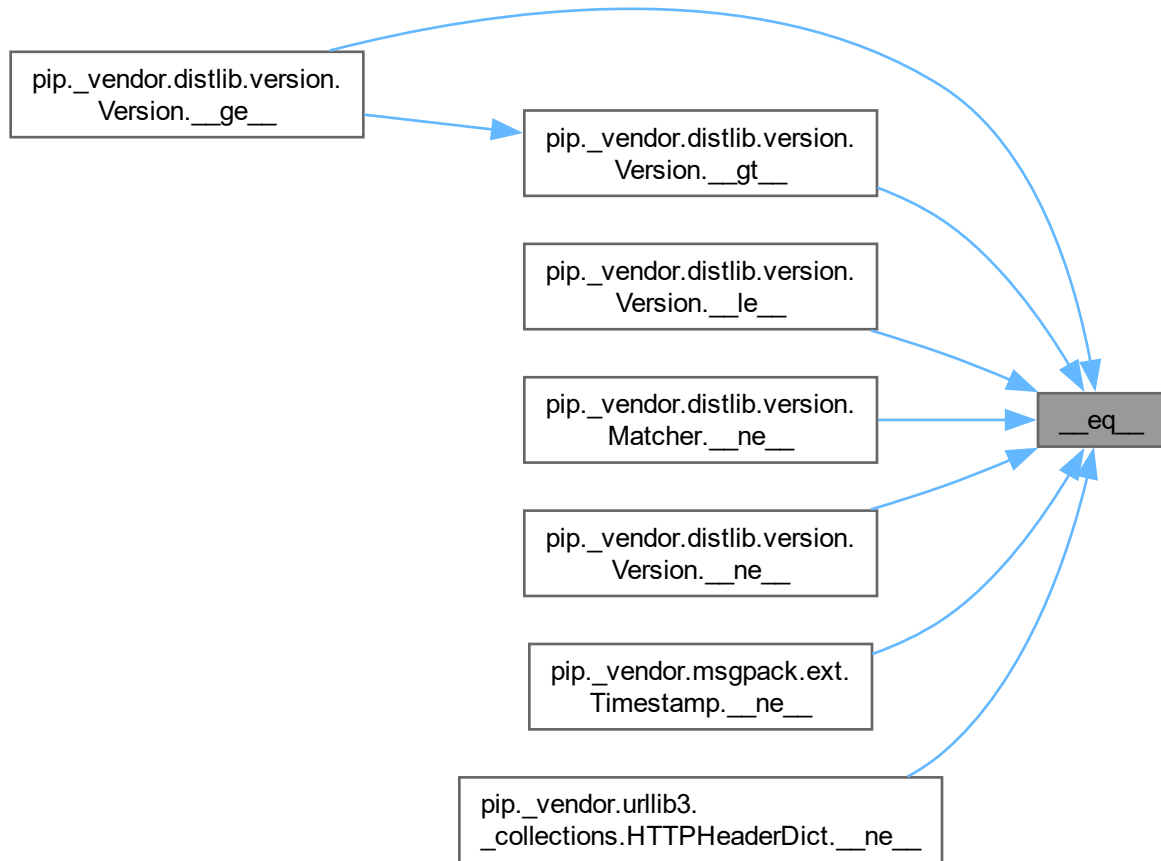 pip._vendor.distlib.version.
Version.__ge__
pip._vendor.distlib.version.
Version.__gt__
pip._vendor.distlib.version.
Version.__le__
pip._vendor.distlib.version.
Matcher.__ne__
__eq__
pip._vendor.distlib.version.
Version.__ne__
pip._vendor.msgpack.ext.
Timestamp.__ne__
pip._vendor.urllib3.
_collections.HTTPHeaderDict.__ne__